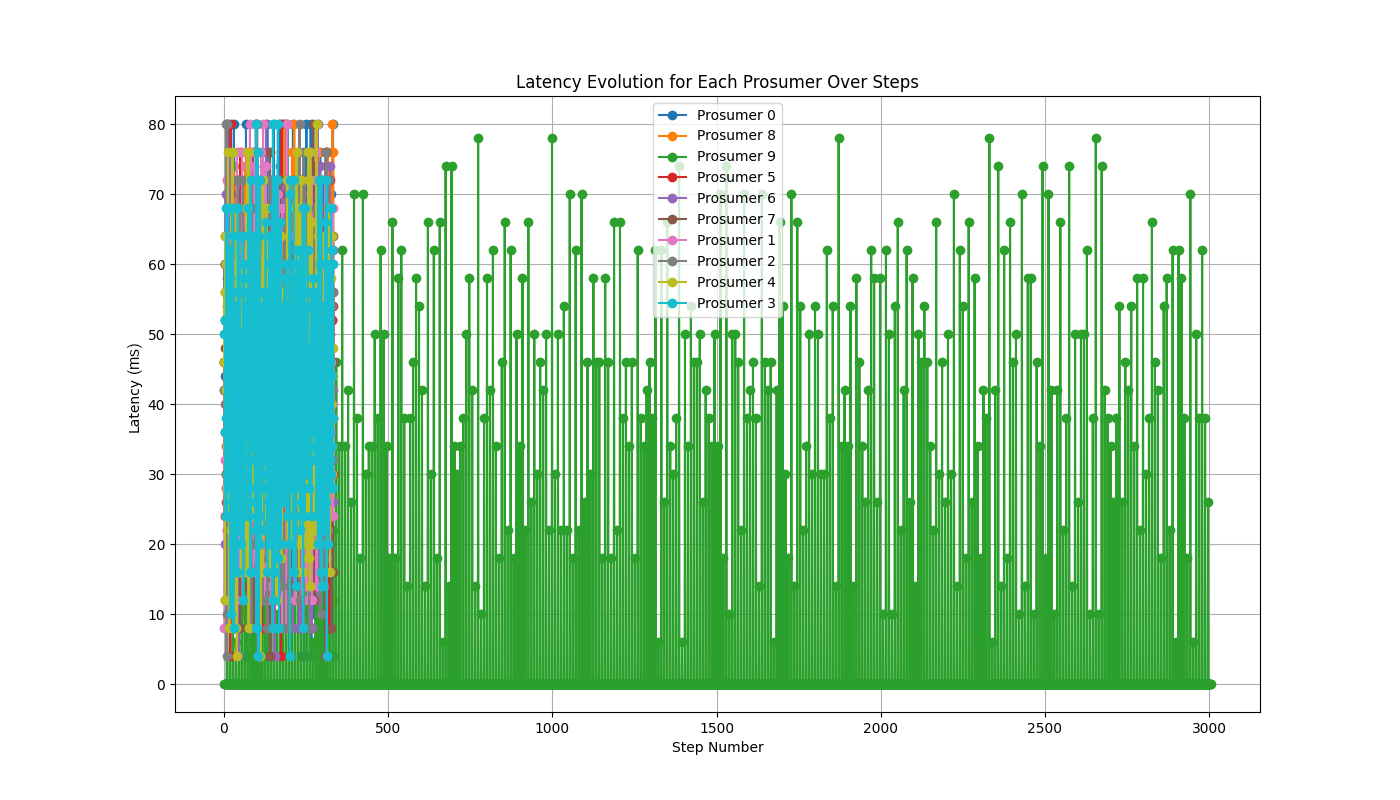 Latency Evolution for Each Prosumer Over Steps
Latency (ms)
80
70
60
50
40
30
20
10
0
Prosumer 0
Prosumer 8
Prosumer 9
Prosumer 5
Prosumer 6
Prosumer 7
Prosumer 1
Prosumer 2
Prosumer 4
Prosumer 3
0
500
1000
1500
2000
2500
3000
Step Number